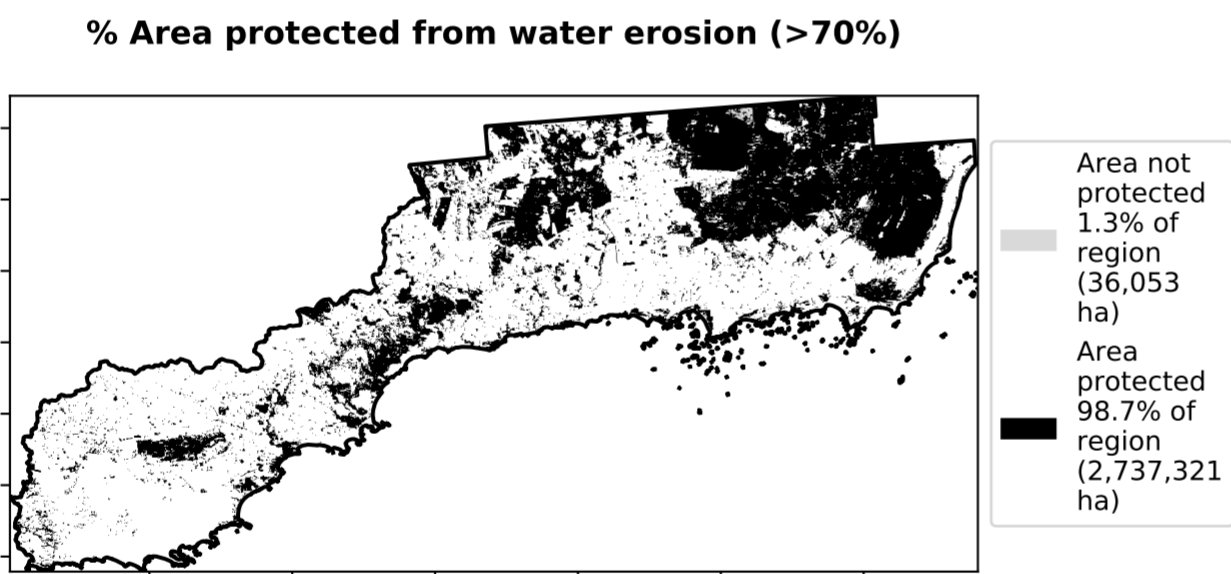 % Area protected from water erosion (>70%)
Area not
protected
1.3% of
region
(36,053
ha)
Area
protected
98.7% of
region
(2,737,321
ha)